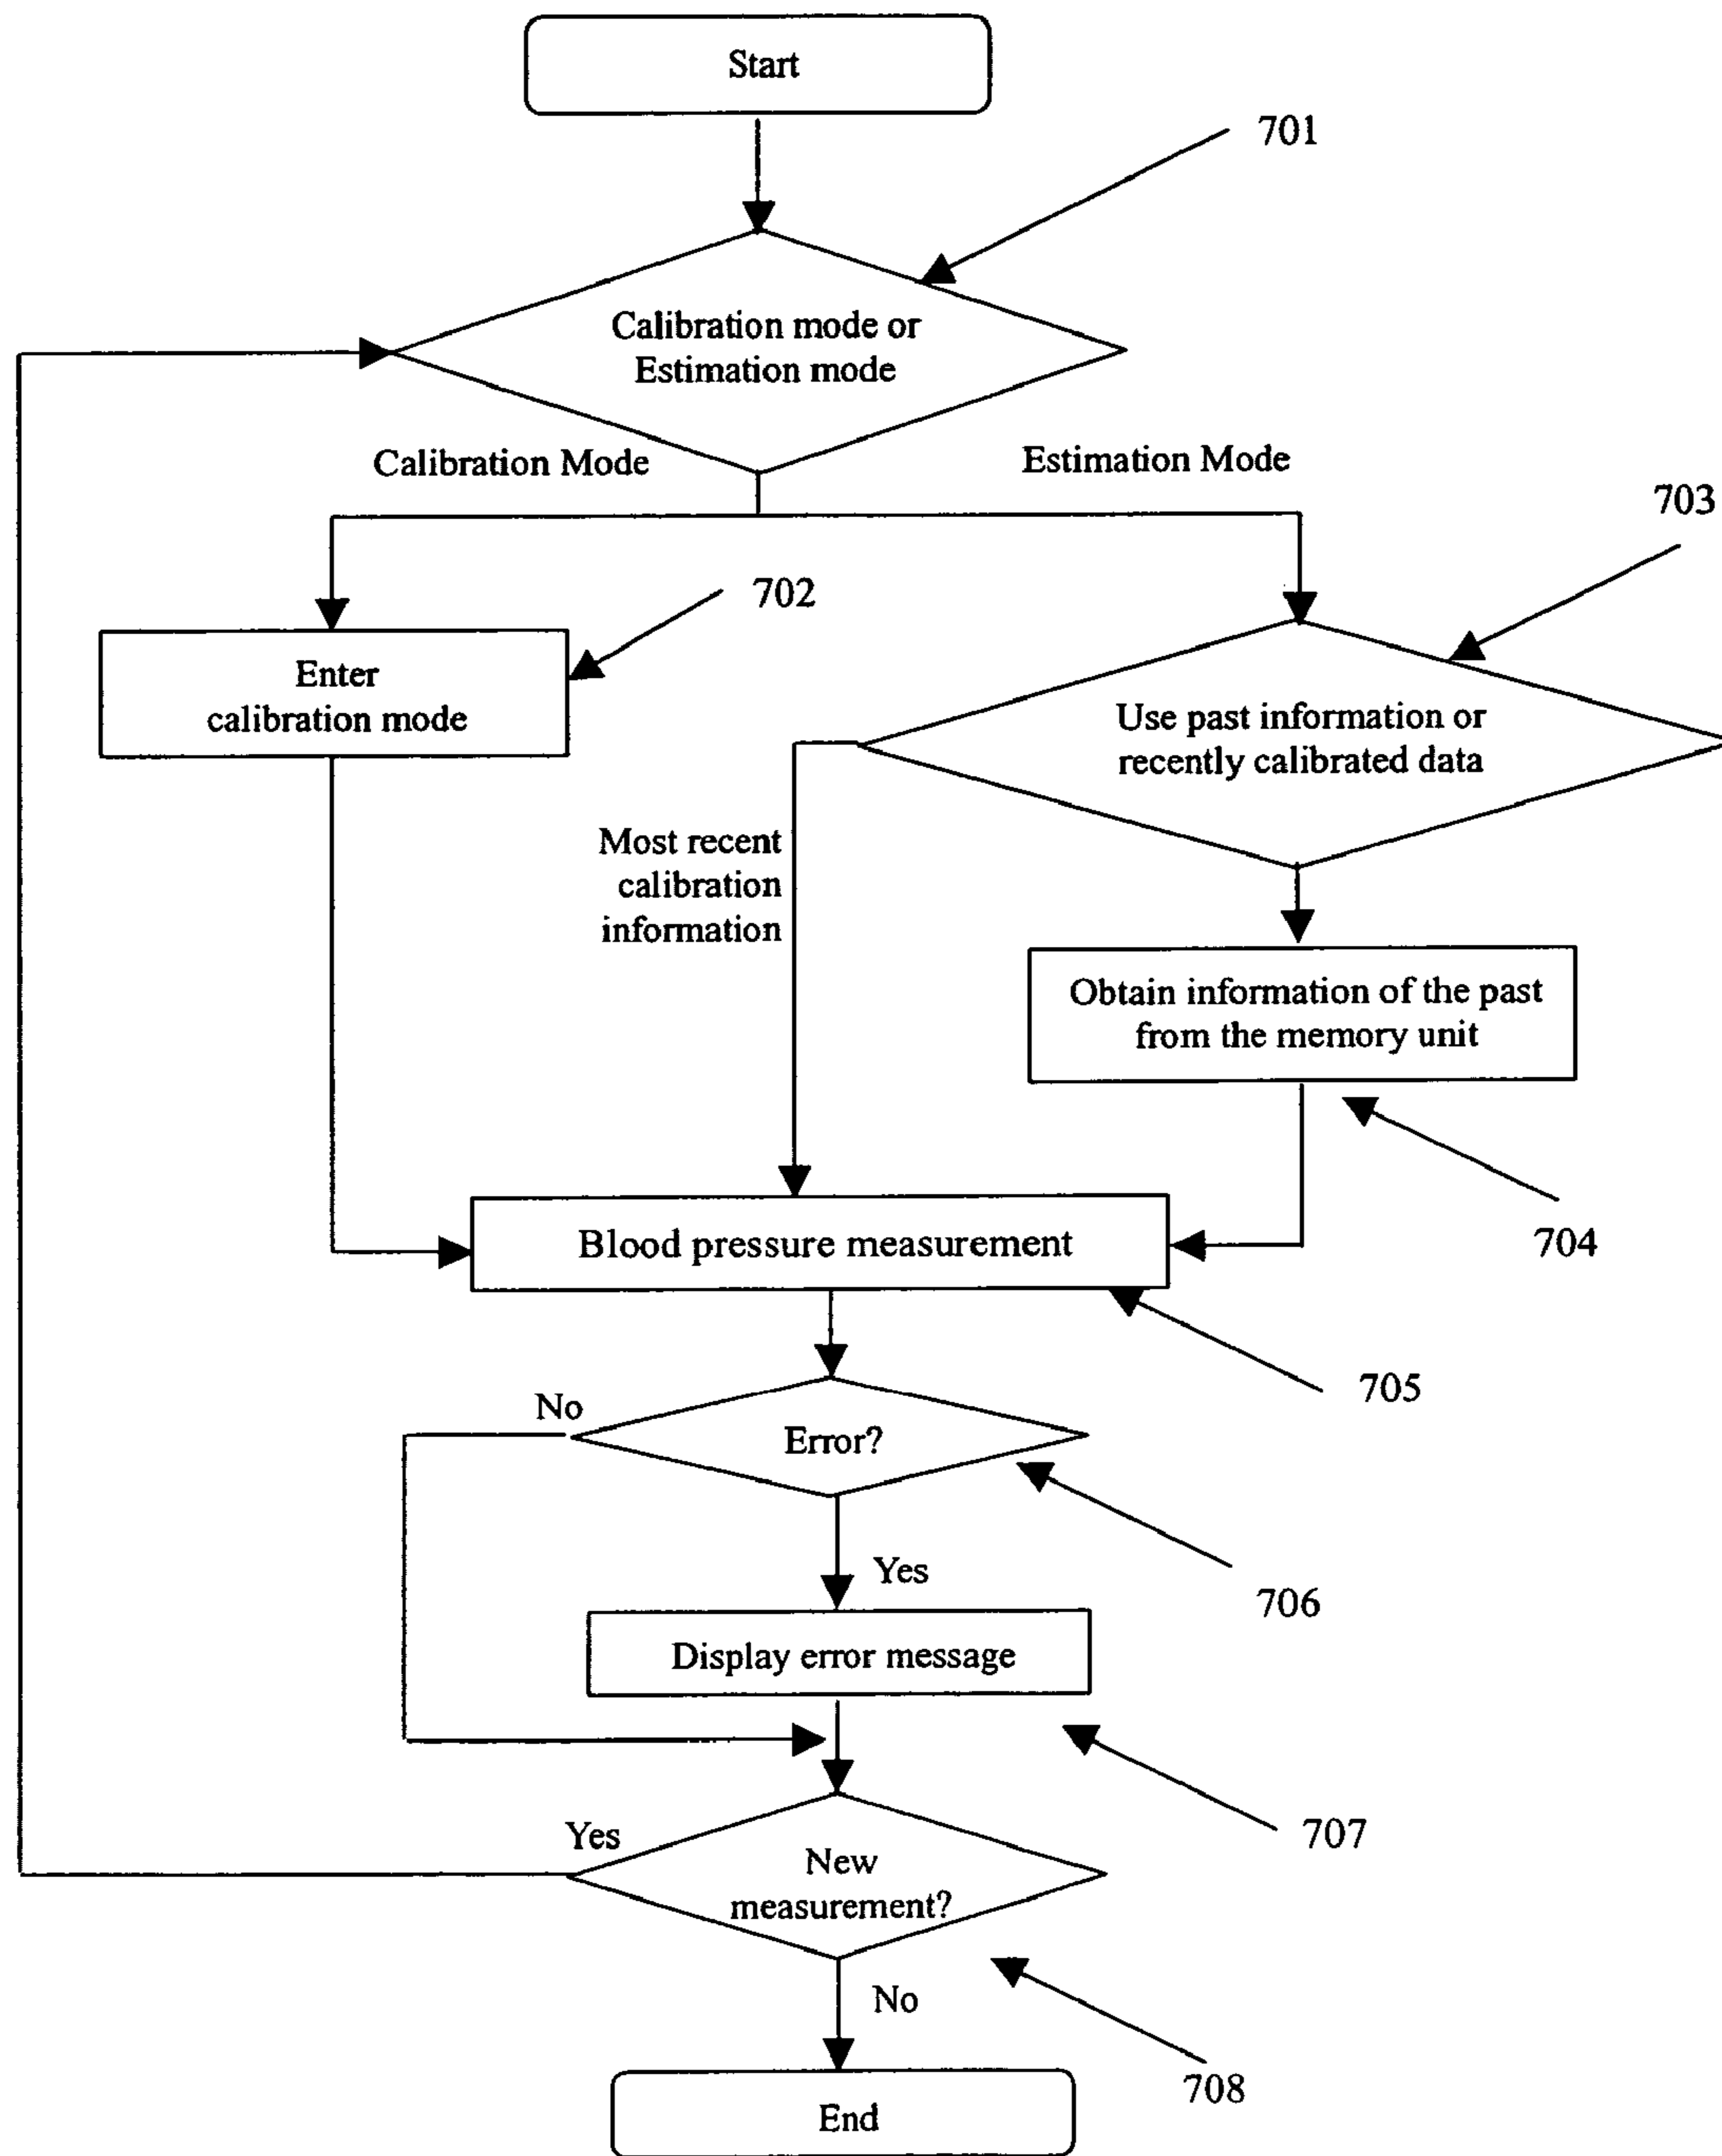 Start
701
Calibration mode or
Estimation mode
Calibration Mode
Estimation Mode
703
702
Enter
calibration mode
Use past information or
recently calibrated data
Most recent
calibration
information
Obtain information of the past
from the memory unit
704
Blood pressure measurement
705
No
Error?
Yes
706
Display error message
707
Yes
New
measurement?
No
708
End